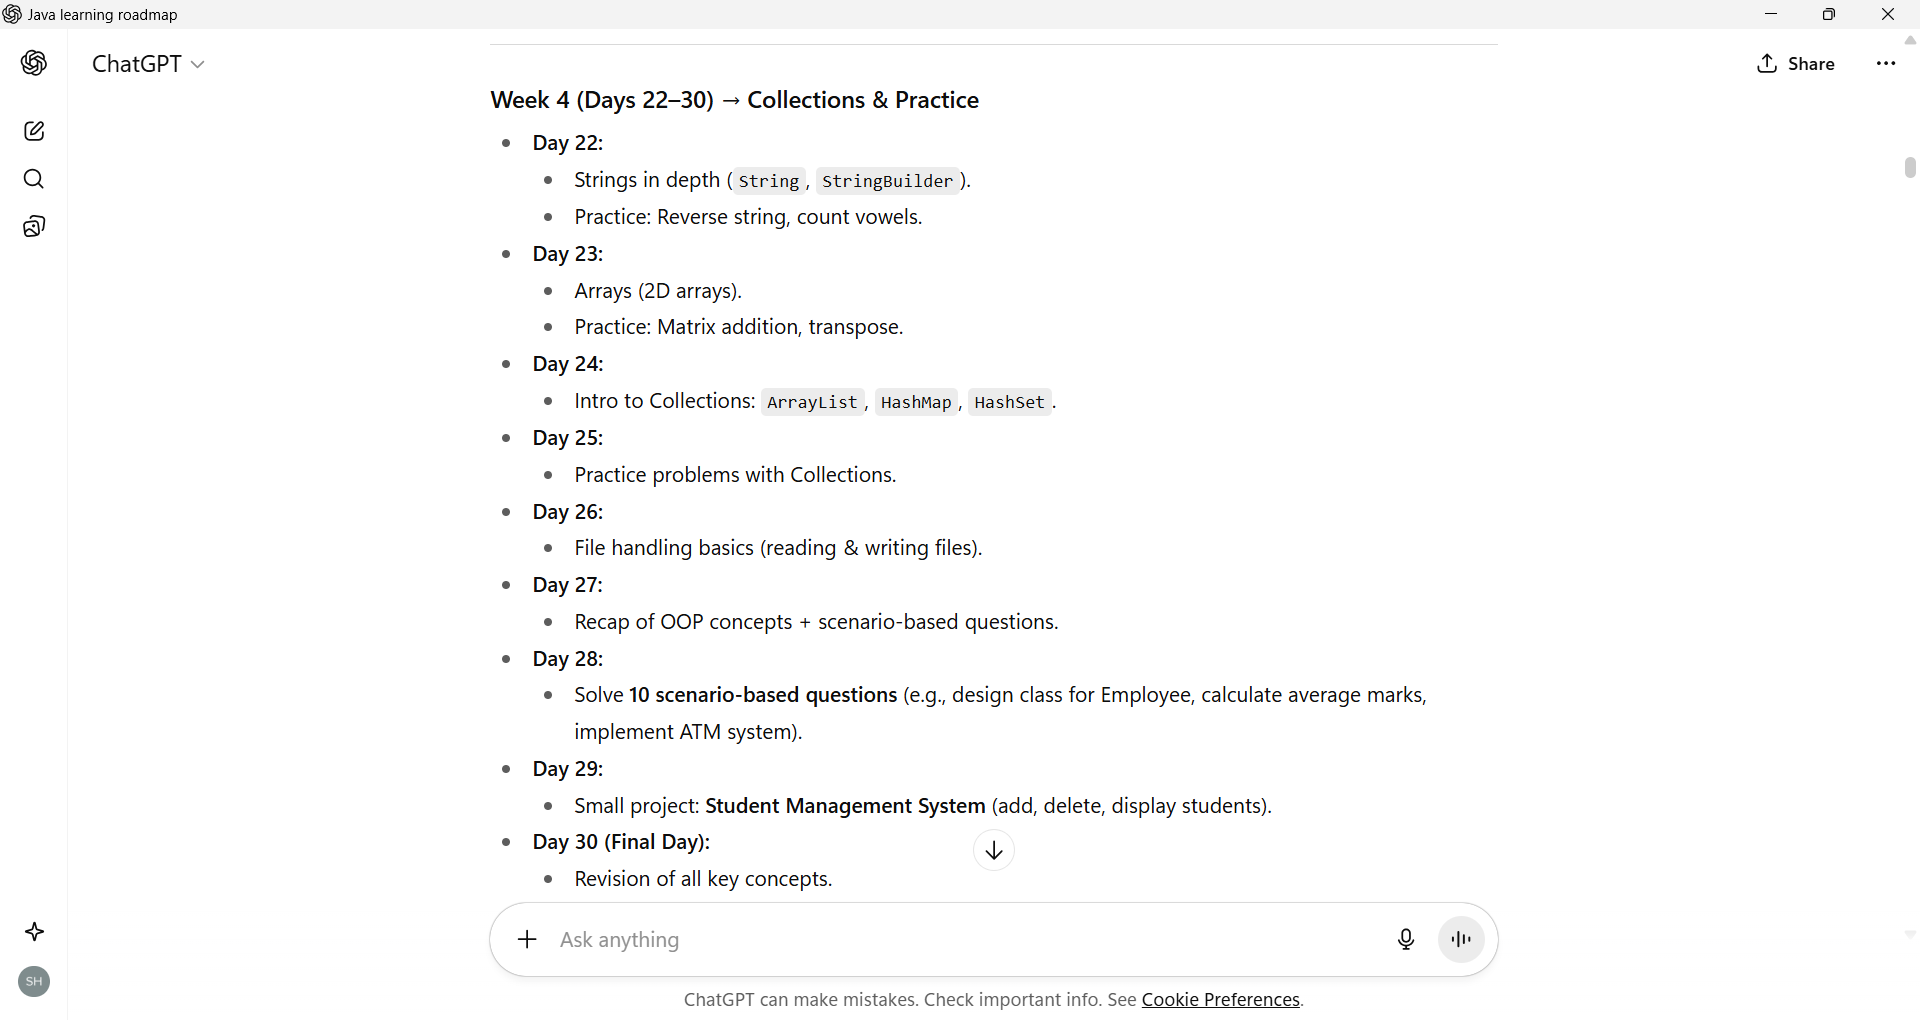 Java learning roadmap
ChatGPT
Share
Week 4 (Days 22–30) → Collections & Practice
Day 22:
Strings in depth (String, StringBuilder).
Practice: Reverse string, count vowels.
Day 23:
Arrays (2D arrays).
Practice: Matrix addition, transpose.
Day 24:
Intro to Collections: ArrayList, HashMap, HashSet.
Day 25:
Practice problems with Collections.
Day 26:
File handling basics (reading & writing files).
Day 27:
Recap of OOP concepts + scenario-based questions.
Day 28:
Solve 10 scenario-based questions (e.g., design class for Employee, calculate average marks,
implement ATM system).
Day 29:
Small project: Student Management System (add, delete, display students).
Day 30 (Final Day):
Revision of all key concepts.
Ask anything
SH
ChatGPT can make mistakes. Check important info. See Cookie Preferences.